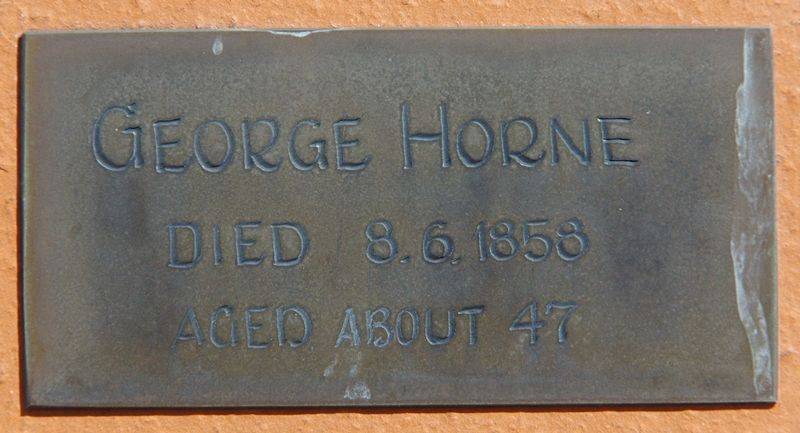 GEORGE HORNE
DIED 8.6.1858
AGED ABOUT 47